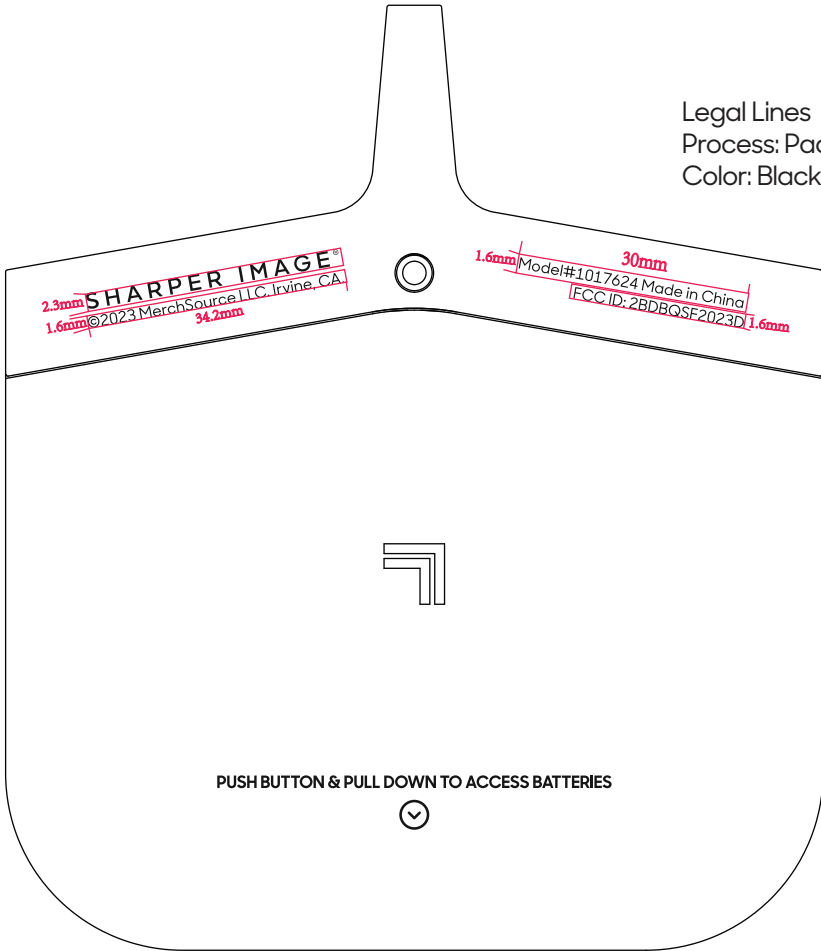 Legal Lines
Process: Pad
Color: Black
SHARPER IMAGE®
2.3mm
©2023 MerchSource LLC, Irvine, CA.
1.6mm
34.2mm
30mm
1.6mm
Model#1017624 Made in China
FCC ID: 2BDBQSF2023D
1.6mm
PUSH BUTTON & PULL DOWN TO ACCESS BATTERIES